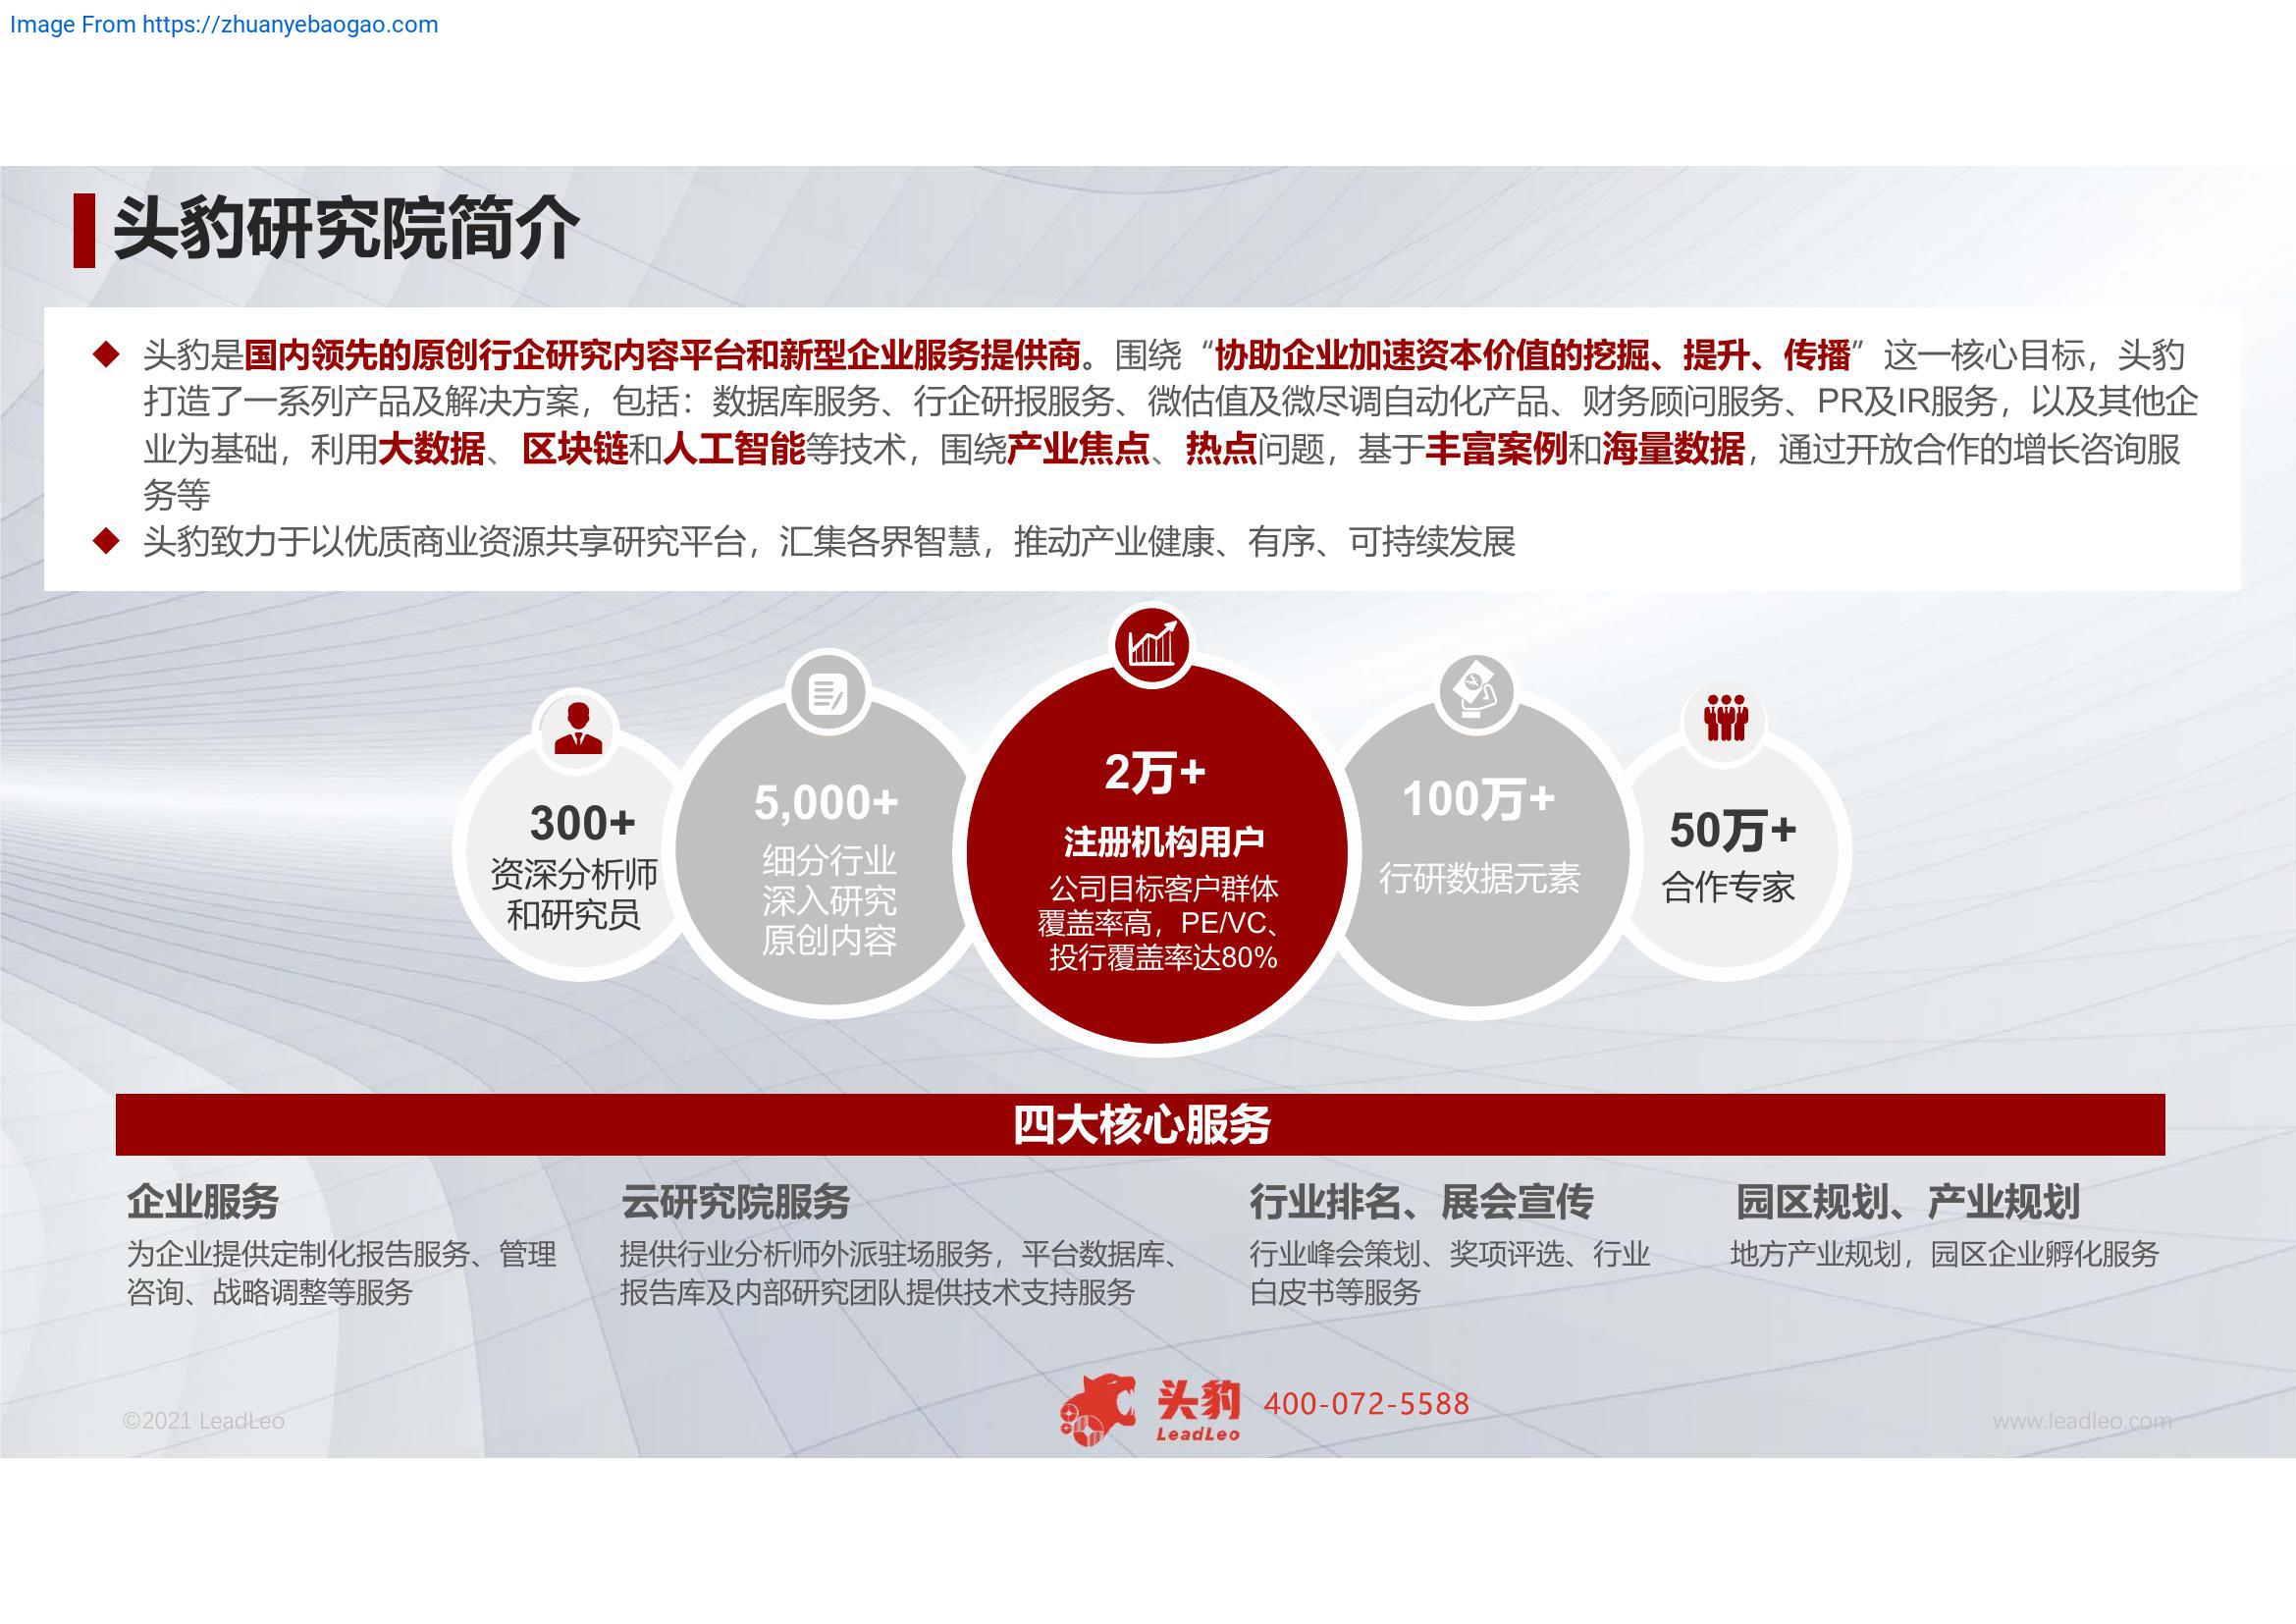 Image From https://zhuanyebaogao.com
头豹研究院简介
头豹是国内领先的原创行企研究内容平台和新型企业服务提供商。围绕“协助企业加速资本价值的挖掘、提升、传播”这一核心目标，头豹
打造了一系列产品及解决方案，包括：数据库服务、行企研报服务、微估值及微尽调自动化产品、财务顾问服务、PR及IR服务，以及其他企
业为基础，利用大数据、区块链和人工智能等技术，围绕产业焦点、热点问题，基于丰富案例和海量数据，通过开放合作的增长咨询服
务等
头豹致力于以优质商业资源共享研究平台，汇集各界智慧，推动产业健康、有序、可持续发展
300+
资深分析师
和研究员
5,000+
细分行业
深入研究
原创内容
2万+
注册机构用户
公司目标客户群体
覆盖率高，PE/VC、
投行覆盖率达80%
100万+
行研数据元素
50万+
合作专家
四大核心服务
企业服务
为企业提供定制化报告服务、管理
咨询、战略调整等服务
云研究院服务
提供行业分析师外派驻场服务，平台数据库、
报告库及内部研究团队提供技术支持服务
行业排名、展会宣传
行业峰会策划、奖项评选、行业
白皮书等服务
园区规划、产业规划
地方产业规划，园区企业孵化服务
©2021 LeadLeo
头豹
LeadLeo
400-072-5588
www.leadleo.com